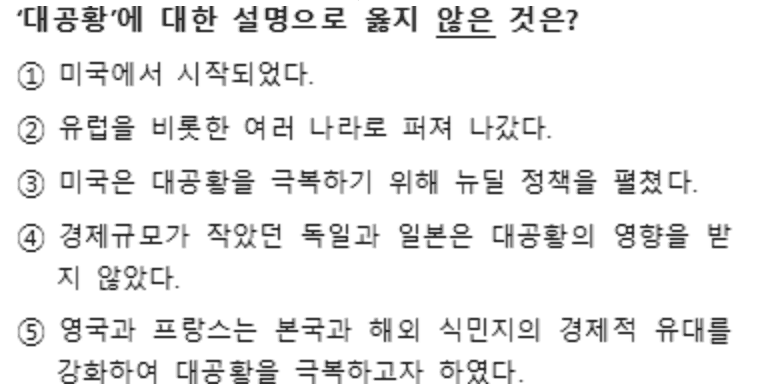 ‘대공황’에 대한 설명으로 옳지 않은 것은?
① 미국에서 시작되었다.
② 유럽을 비롯한 여러 나라로 퍼져 나갔다.
③ 미국은 대공황을 극복하기 위해 뉴딜 정책을 펼쳤다.
④ 경제규모가 작았던 독일과 일본은 대공황의 영향을 받
지 않았다.
⑤ 영국과 프랑스는 본국과 해외 식민지의 경제적 유대를
강화하여 대공황을 극복하고자 하였다.